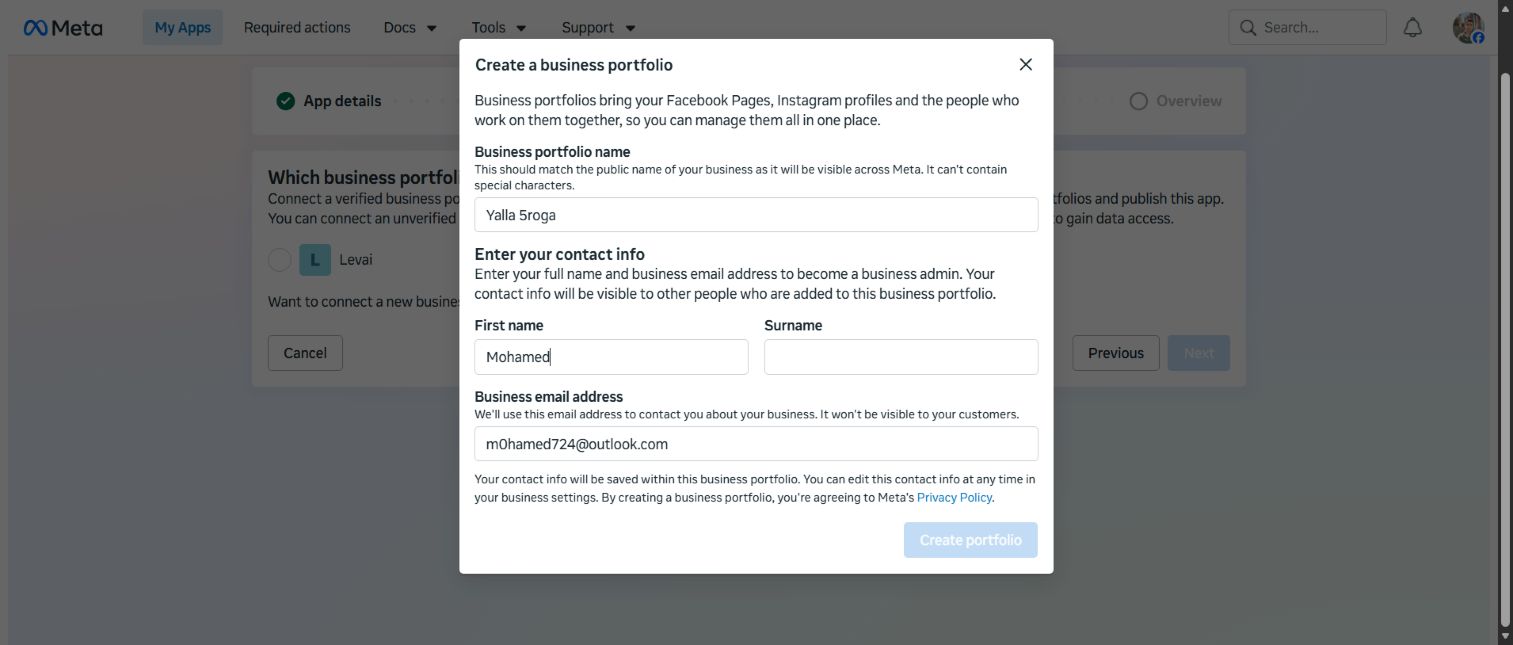 Meta
My Apps
Required actions
Docs
Tools
Support
Search...
App details
Overview
Which business portfoli
Connect a verified business po
tfolios and publish this app.
You can connect an unverified
to gain data access.
L
Levai
Want to connect a new busine
Cancel
Previous
Next
Create a business portfolio
Business portfolios bring your Facebook Pages, Instagram profiles and the people who
work on them together, so you can manage them all in one place.
Business portfolio name
This should match the public name of your business as it will be visible across Meta. It can't contain
special characters.
Yalla 5roga
Enter your contact info
Enter your full name and business email address to become a business admin. Your
contact info will be visible to other people who are added to this business portfolio.
First name
Surname
Mohamed
Business email address
We'll use this email address to contact you about your business. It won't be visible to your customers.
m0hamed724@outlook.com
Your contact info will be saved within this business portfolio. You can edit this contact info at any time in
your business settings. By creating a business portfolio, you're agreeing to Meta's Privacy Policy.
Create portfolio